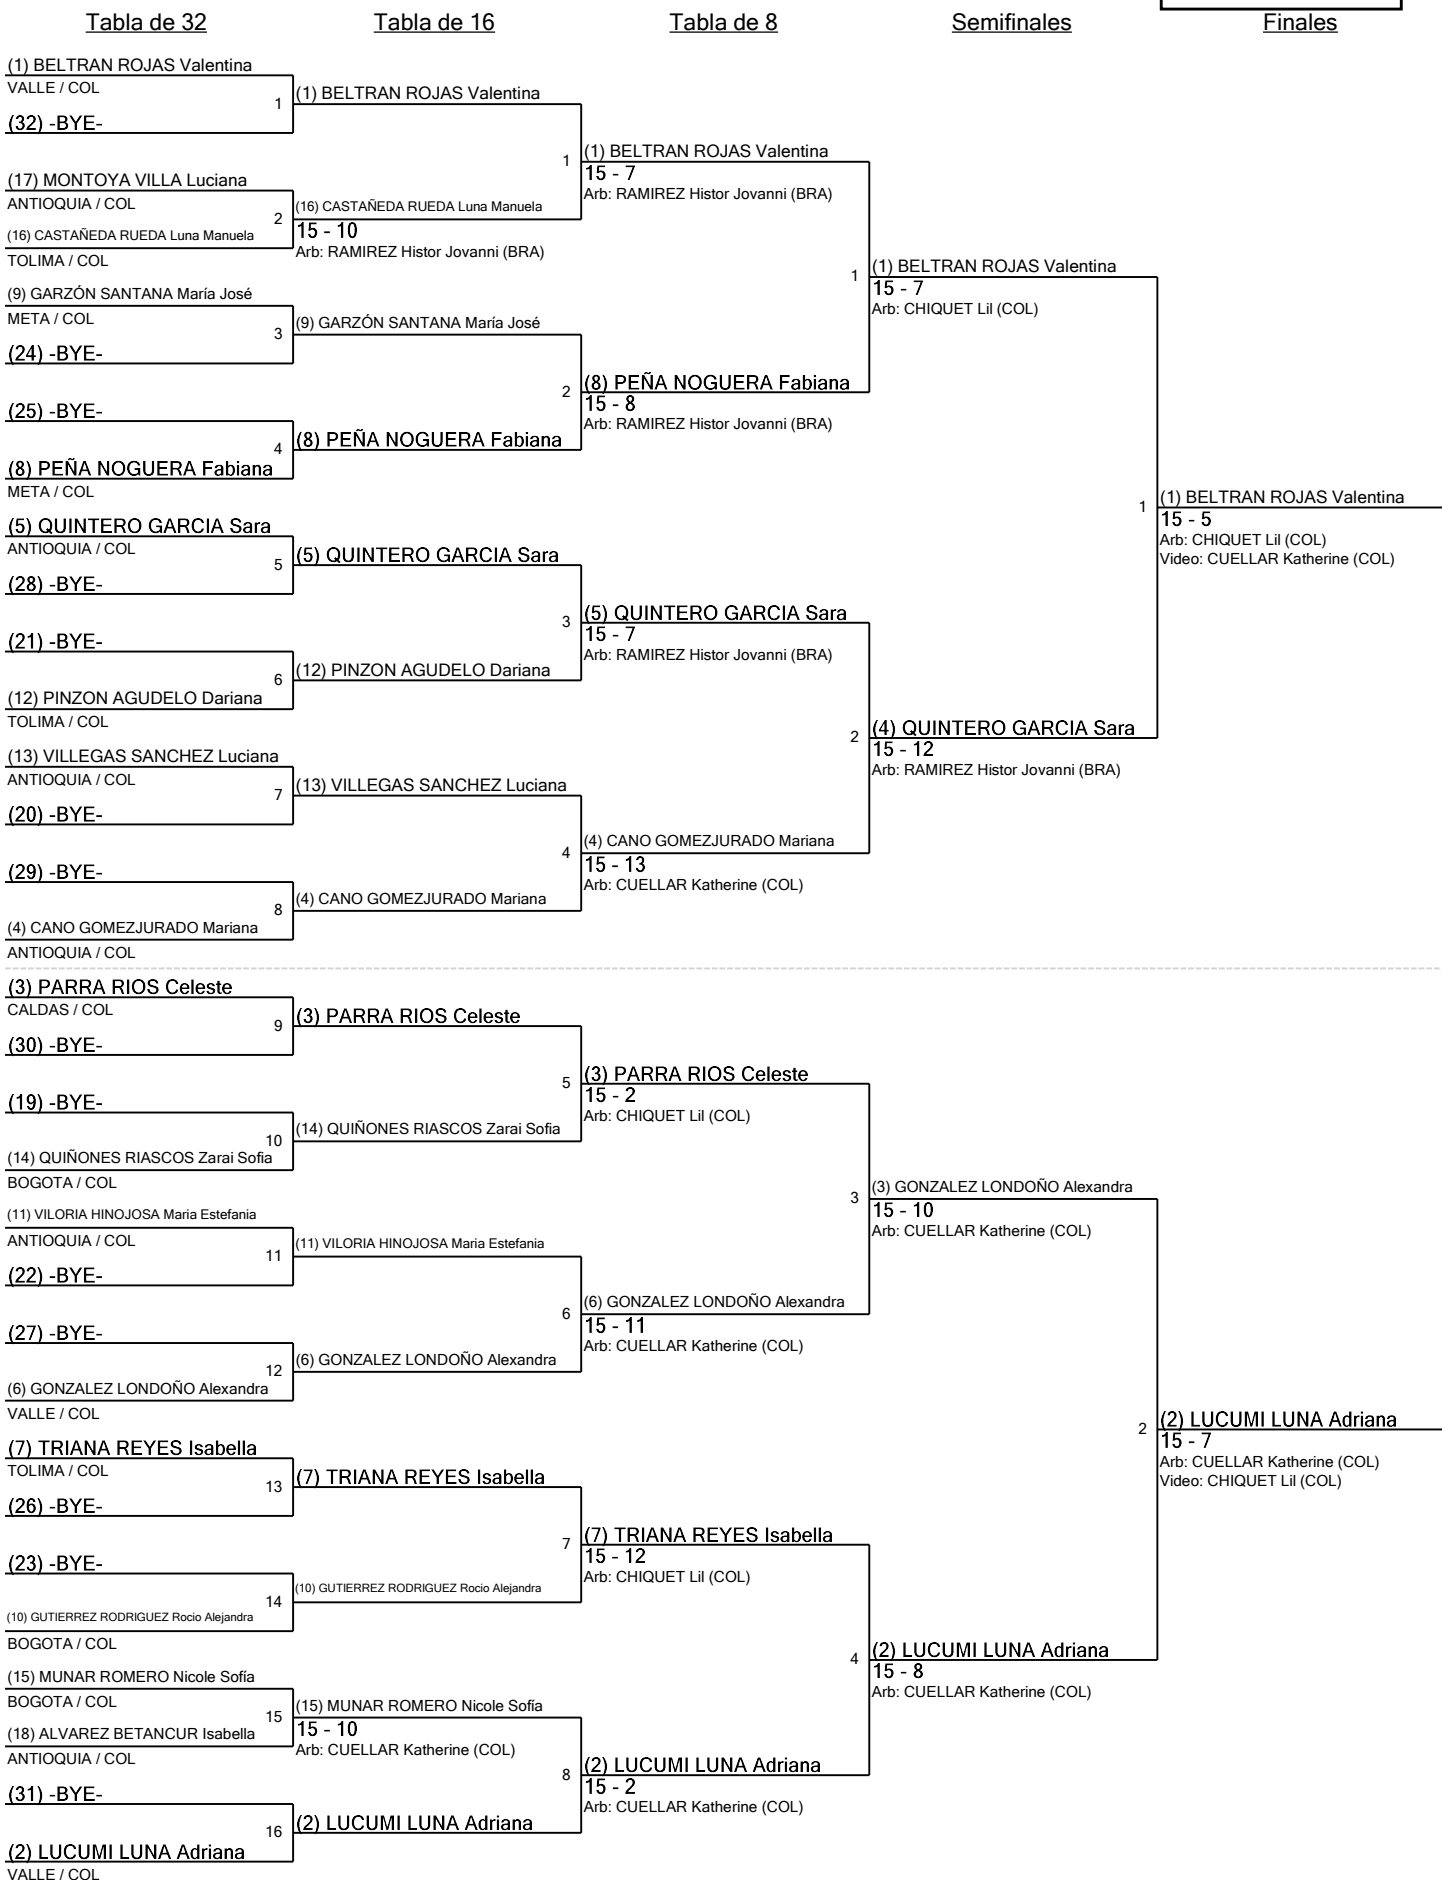 Tabla de 32
Tabla de 16
Tabla de 8
Semifinales
Finales
(1) BELTRAN ROJAS Valentina
VALLE / COL
1
(32) -BYE-
(17) MONTOYA VILLA Luciana
ANTIOQUIA / COL
2
(16) CASTAÑEDA RUEDA Luna Manuela
TOLIMA / COL
(9) GARZÓN SANTANA María José
META / COL
3
(24) -BYE-
(25) -BYE-
4
(8) PEÑA NOGUERA Fabiana
META / COL
(5) QUINTERO GARCIA Sara
ANTIOQUIA / COL
5
(28) -BYE-
(21) -BYE-
6
(12) PINZON AGUDELO Dariana
TOLIMA / COL
(13) VILLEGAS SANCHEZ Luciana
ANTIOQUIA / COL
7
(20) -BYE-
(29) -BYE-
8
(4) CANO GOMEZJURADO Mariana
ANTIOQUIA / COL
(3) PARRA RIOS Celeste
CALDAS / COL
9
(30) -BYE-
(19) -BYE-
10
(14) QUIÑONES RIASCOS Zarai Sofia
BOGOTA / COL
(11) VILORIA HINOJOSA Maria Estefania
ANTIOQUIA / COL
11
(22) -BYE-
(27) -BYE-
12
(6) GONZALEZ LONDOÑO Alexandra
VALLE / COL
(7) TRIANA REYES Isabella
TOLIMA / COL
13
(26) -BYE-
(23) -BYE-
14
(10) GUTIERREZ RODRIGUEZ Rocio Alejandra
BOGOTA / COL
(15) MUNAR ROMERO Nicole Sofía
BOGOTA / COL
15
(18) ALVAREZ BETANCUR Isabella
ANTIOQUIA / COL
(31) -BYE-
16
(2) LUCUMI LUNA Adriana
VALLE / COL
(1) BELTRAN ROJAS Valentina
1
(16) CASTAÑEDA RUEDA Luna Manuela
15 - 10
Arb: RAMIREZ Histor Jovanni (BRA)
(9) GARZÓN SANTANA María José
2
(8) PEÑA NOGUERA Fabiana
(5) QUINTERO GARCIA Sara
3
(12) PINZON AGUDELO Dariana
(13) VILLEGAS SANCHEZ Luciana
4
(4) CANO GOMEZJURADO Mariana
(3) PARRA RIOS Celeste
5
(14) QUIÑONES RIASCOS Zarai Sofia
(11) VILORIA HINOJOSA Maria Estefania
6
(6) GONZALEZ LONDOÑO Alexandra
(7) TRIANA REYES Isabella
7
(10) GUTIERREZ RODRIGUEZ Rocio Alejandra
(15) MUNAR ROMERO Nicole Sofía
15 - 10
Arb: CUELLAR Katherine (COL)
8
(2) LUCUMI LUNA Adriana
(1) BELTRAN ROJAS Valentina
15 - 7
Arb: RAMIREZ Histor Jovanni (BRA)
1
(8) PEÑA NOGUERA Fabiana
15 - 8
Arb: RAMIREZ Histor Jovanni (BRA)
(5) QUINTERO GARCIA Sara
15 - 7
Arb: RAMIREZ Histor Jovanni (BRA)
2
(4) CANO GOMEZJURADO Mariana
15 - 13
Arb: CUELLAR Katherine (COL)
(3) PARRA RIOS Celeste
15 - 2
Arb: CHIQUET Lil (COL)
3
(6) GONZALEZ LONDOÑO Alexandra
15 - 11
Arb: CUELLAR Katherine (COL)
(7) TRIANA REYES Isabella
15 - 12
Arb: CHIQUET Lil (COL)
4
(2) LUCUMI LUNA Adriana
15 - 2
Arb: CUELLAR Katherine (COL)
(1) BELTRAN ROJAS Valentina
15 - 7
Arb: CHIQUET Lil (COL)
1
(4) QUINTERO GARCIA Sara
15 - 12
Arb: RAMIREZ Histor Jovanni (BRA)
(3) GONZALEZ LONDOÑO Alexandra
15 - 10
Arb: CUELLAR Katherine (COL)
2
(2) LUCUMI LUNA Adriana
15 - 8
Arb: CUELLAR Katherine (COL)
(1) BELTRAN ROJAS Valentina
15 - 5
Arb: CHIQUET Lil (COL)
Video: CUELLAR Katherine (COL)
(2) LUCUMI LUNA Adriana
15 - 7
Arb: CUELLAR Katherine (COL)
Video: CHIQUET Lil (COL)